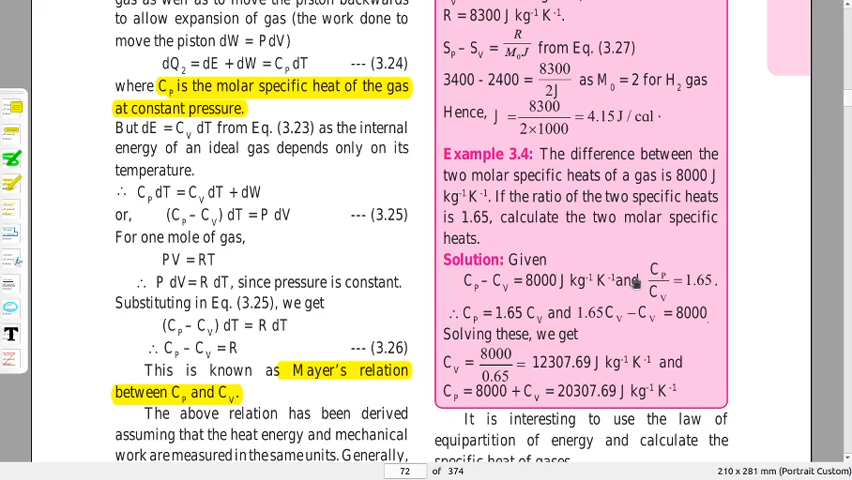 gas as well as to move the piston backwards
to allow expansion of gas (the work done to
move the piston dW = PdV)
dQ₂ = dE + dW = C_P dT --- (3.24)
where C_P is the molar specific heat of the gas
at constant pressure.
But dE = C_V dT from Eq. (3.23) as the internal
energy of an ideal gas depends only on its
temperature.
∴ C_P dT = C_V dT + dW
or, (C_P – C_V) dT = P dV --- (3.25)
For one mole of gas,
PV = RT
∴ P dV = R dT, since pressure is constant.
Substituting in Eq. (3.25), we get
(C_P – C_V) dT = R dT
∴ C_P – C_V = R --- (3.26)
This is known as Mayer's relation
between C_P and C_V.
The above relation has been derived
assuming that the heat energy and mechanical
work are measured in the same units. Generally,
R = 8300 J kg⁻¹ K⁻¹.
S_P – S_V = R / M₀J from Eq. (3.27)
3400 - 2400 = 8300 / 2J as M₀ = 2 for H₂ gas
Hence, J = 8300 / 2×1000 = 4.15 J / cal .
Example 3.4: The difference between the
two molar specific heats of a gas is 8000 J
kg⁻¹ K⁻¹. If the ratio of the two specific heats
is 1.65, calculate the two molar specific
heats.
Solution: Given
C_P – C_V = 8000 J kg⁻¹ K⁻¹ and C_P / C_V = 1.65 .
∴ C_P = 1.65 C_V and 1.65C_V – C_V = 8000
Solving these, we get
C_V = 8000 / 0.65 = 12307.69 J kg⁻¹ K⁻¹ and
C_P = 8000 + C_V = 20307.69 J kg⁻¹ K⁻¹
It is interesting to use the law of
equipartition of energy and calculate the
specific heat of gases.
T
72 of 374
210 x 281 mm (Portrait Custom)